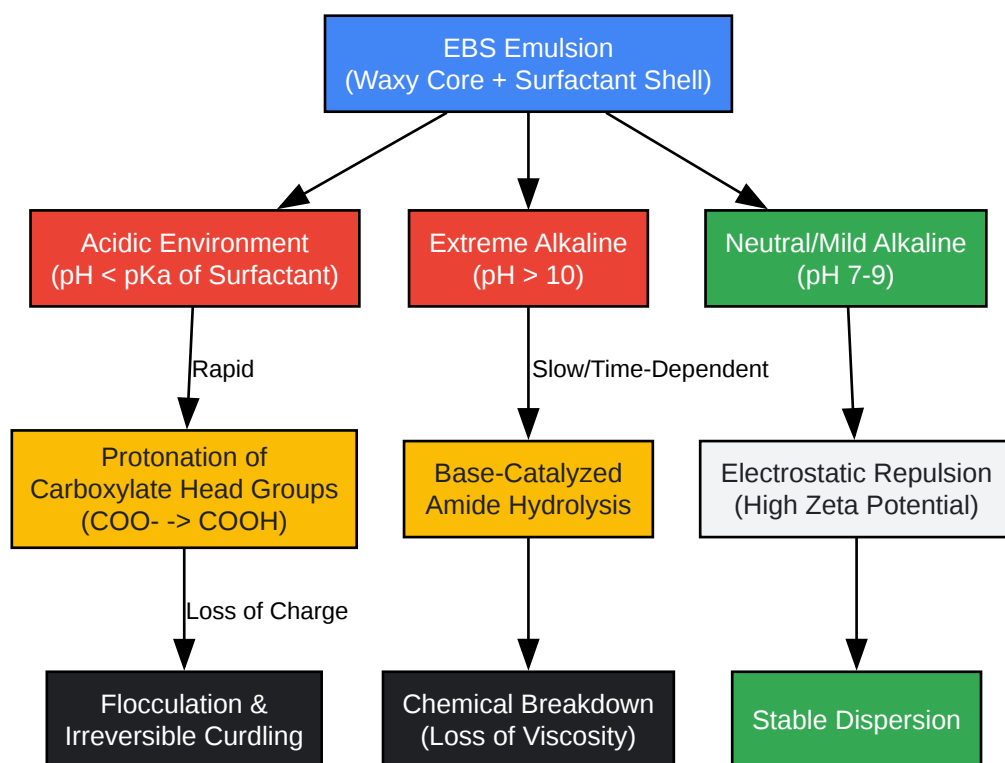 EBS Emulsion
(Waxy Core + Surfactant Shell)
Acidic Environment
(pH < pKa of Surfactant)
Extreme Alkaline
(pH > 10)
Neutral/Mild Alkaline
(pH 7-9)
Rapid
Slow/Time-Dependent
Protonation of
Carboxylate Head Groups
(COO- -> COOH)
Base-Catalyzed
Amide Hydrolysis
Electrostatic Repulsion
(High Zeta Potential)
Loss of Charge
Flocculation &
Irreversible Curdling
Chemical Breakdown
(Loss of Viscosity)
Stable Dispersion